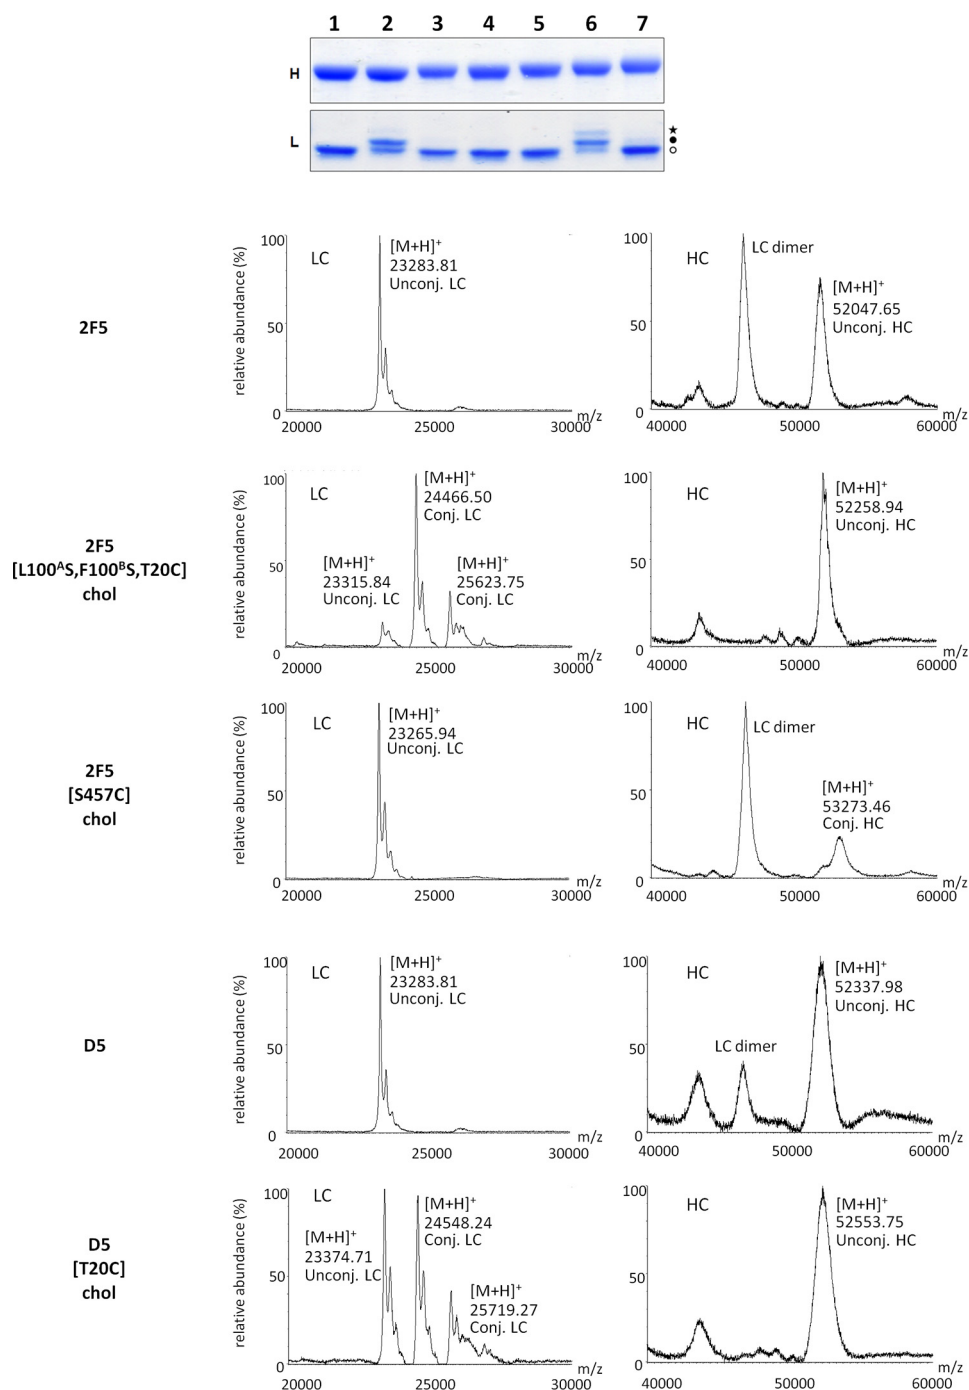 1 2 3 4 5 6 7
H
L
★
●
○
2F5
relative abundance (%)
100
50
0
LC
[M+H]+
23283.81
Unconj. LC
20000 25000 30000 m/z
100
50
0
HC
LC dimer
[M+H]+
52047.65
Unconj. HC
40000 50000 60000 m/z
2F5
[L100ᴬS,F100ᴮS,T20C]
chol
relative abundance (%)
100
50
0
LC
[M+H]+
24466.50
Conj. LC
[M+H]+
23315.84
Unconj. LC
[M+H]+
25623.75
Conj. LC
20000 25000 30000 m/z
100
50
0
HC
[M+H]+
52258.94
Unconj. HC
40000 50000 60000 m/z
2F5
[S457C]
chol
relative abundance (%)
100
50
0
LC
[M+H]+
23265.94
Unconj. LC
20000 25000 30000 m/z
100
50
0
HC
LC dimer
[M+H]+
53273.46
Conj. HC
40000 50000 60000 m/z
D5
relative abundance (%)
100
50
0
LC
[M+H]+
23283.81
Unconj. LC
20000 25000 30000 m/z
100
50
0
HC
LC dimer
[M+H]+
52337.98
Unconj. HC
40000 50000 60000 m/z
D5
[T20C]
chol
relative abundance (%)
100
50
0
LC
[M+H]+
23374.71
Unconj. LC
[M+H]+
24548.24
Conj. LC
[M+H]+
25719.27
Conj. LC
20000 25000 30000 m/z
100
50
0
HC
[M+H]+
52553.75
Unconj. HC
40000 50000 60000 m/z